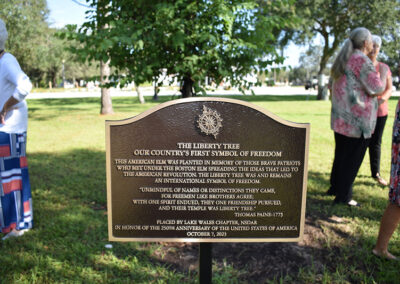 THE LIBERTY TREE
OUR COUNTRY'S FIRST SYMBOL OF FREEDOM
THIS AMERICAN ELM WAS PLANTED IN MEMORY OF THOSE BRAVE PATRIOTS
WHO MET UNDER THE BOSTON ELM SPREADING THE IDEAS THAT LED TO
THE AMERICAN REVOLUTION. THE LIBERTY TREE WAS AND REMAINS
AN INTERNATIONAL SYMBOL OF FREEDOM.
"UNMINDFUL OF NAMES OR DISTINCTIONS THEY CAME,
FOR FREEMEN LIKE BROTHERS AGREE;
WITH ONE SPIRIT ENDUED, THEY ONE FRIENDSHIP PURSUED,
AND THEIR TEMPLE WAS LIBERTY TREE."
THOMAS PAINE-1775
PLACED BY LAKE WALES CHAPTER, NSDAR
IN HONOR OF THE 250TH ANNIVERSARY OF THE UNITED STATES OF AMERICA
OCTOBER 7, 2023